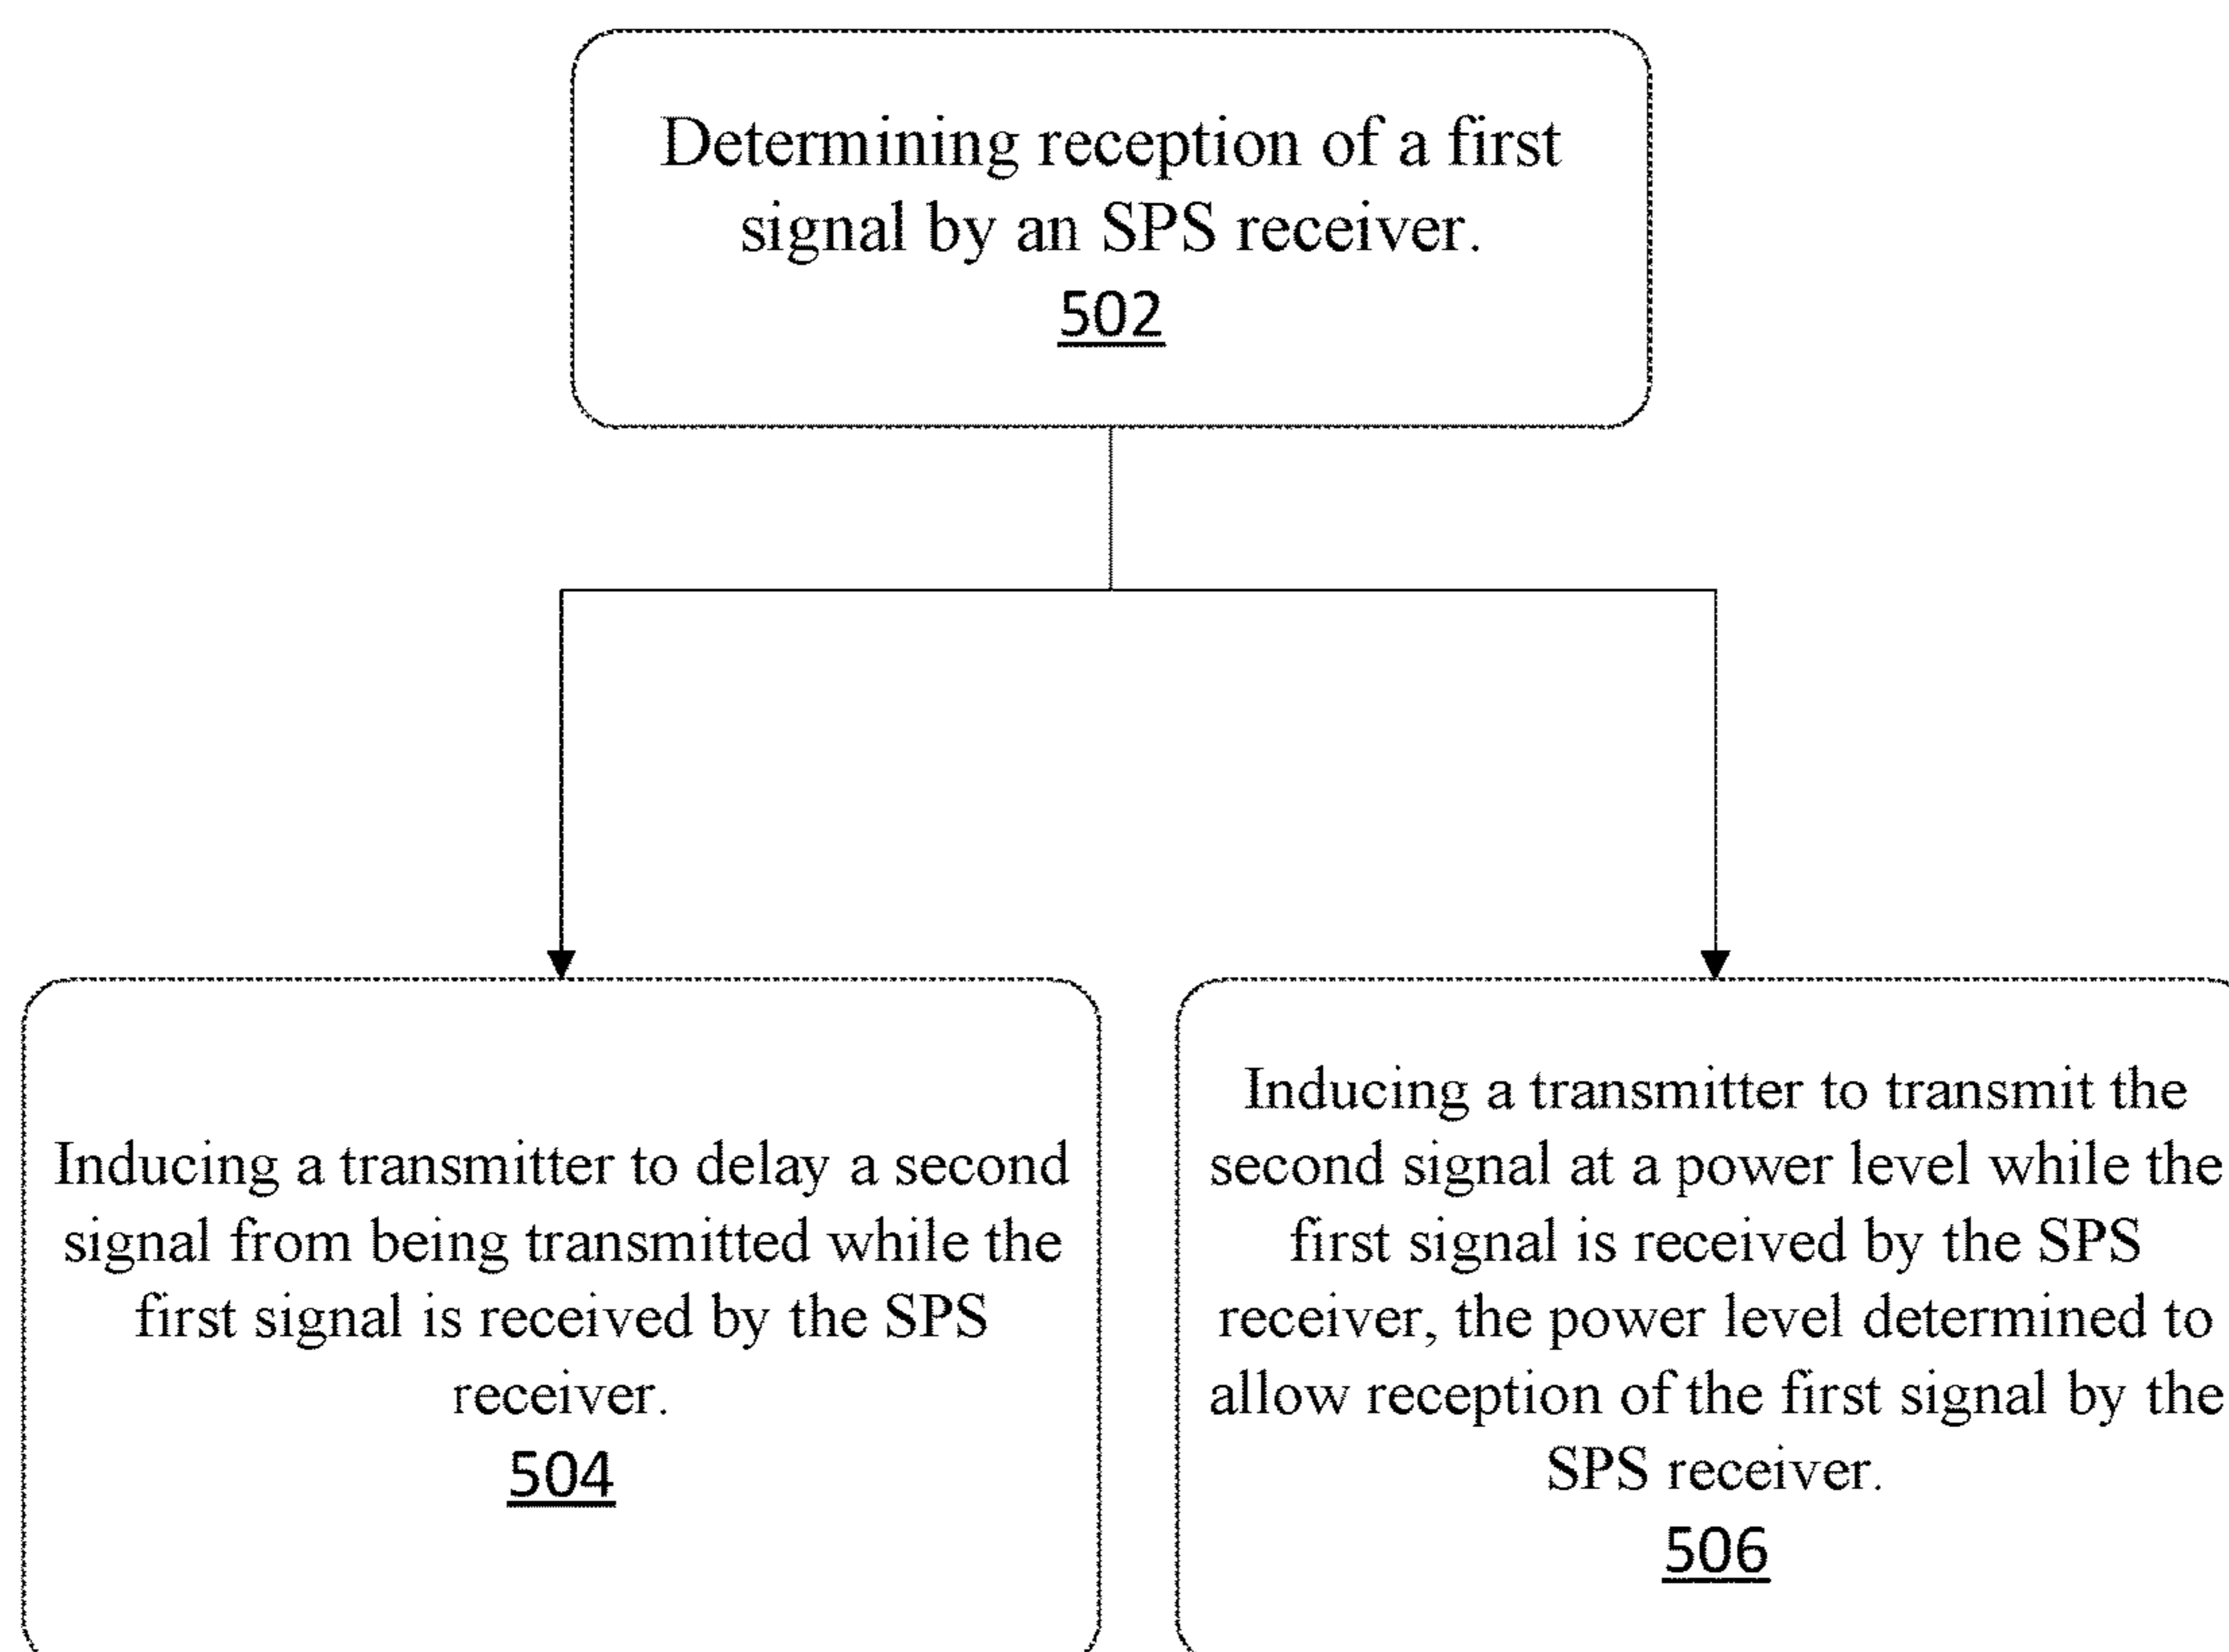 Determining reception of a first
signal by an SPS receiver.
502
Inducing a transmitter to delay a second
signal from being transmitted while the
first signal is received by the SPS
receiver.
504
Inducing a transmitter to transmit the
second signal at a power level while the
first signal is received by the SPS
receiver, the power level determined to
allow reception of the first signal by the
SPS receiver.
506